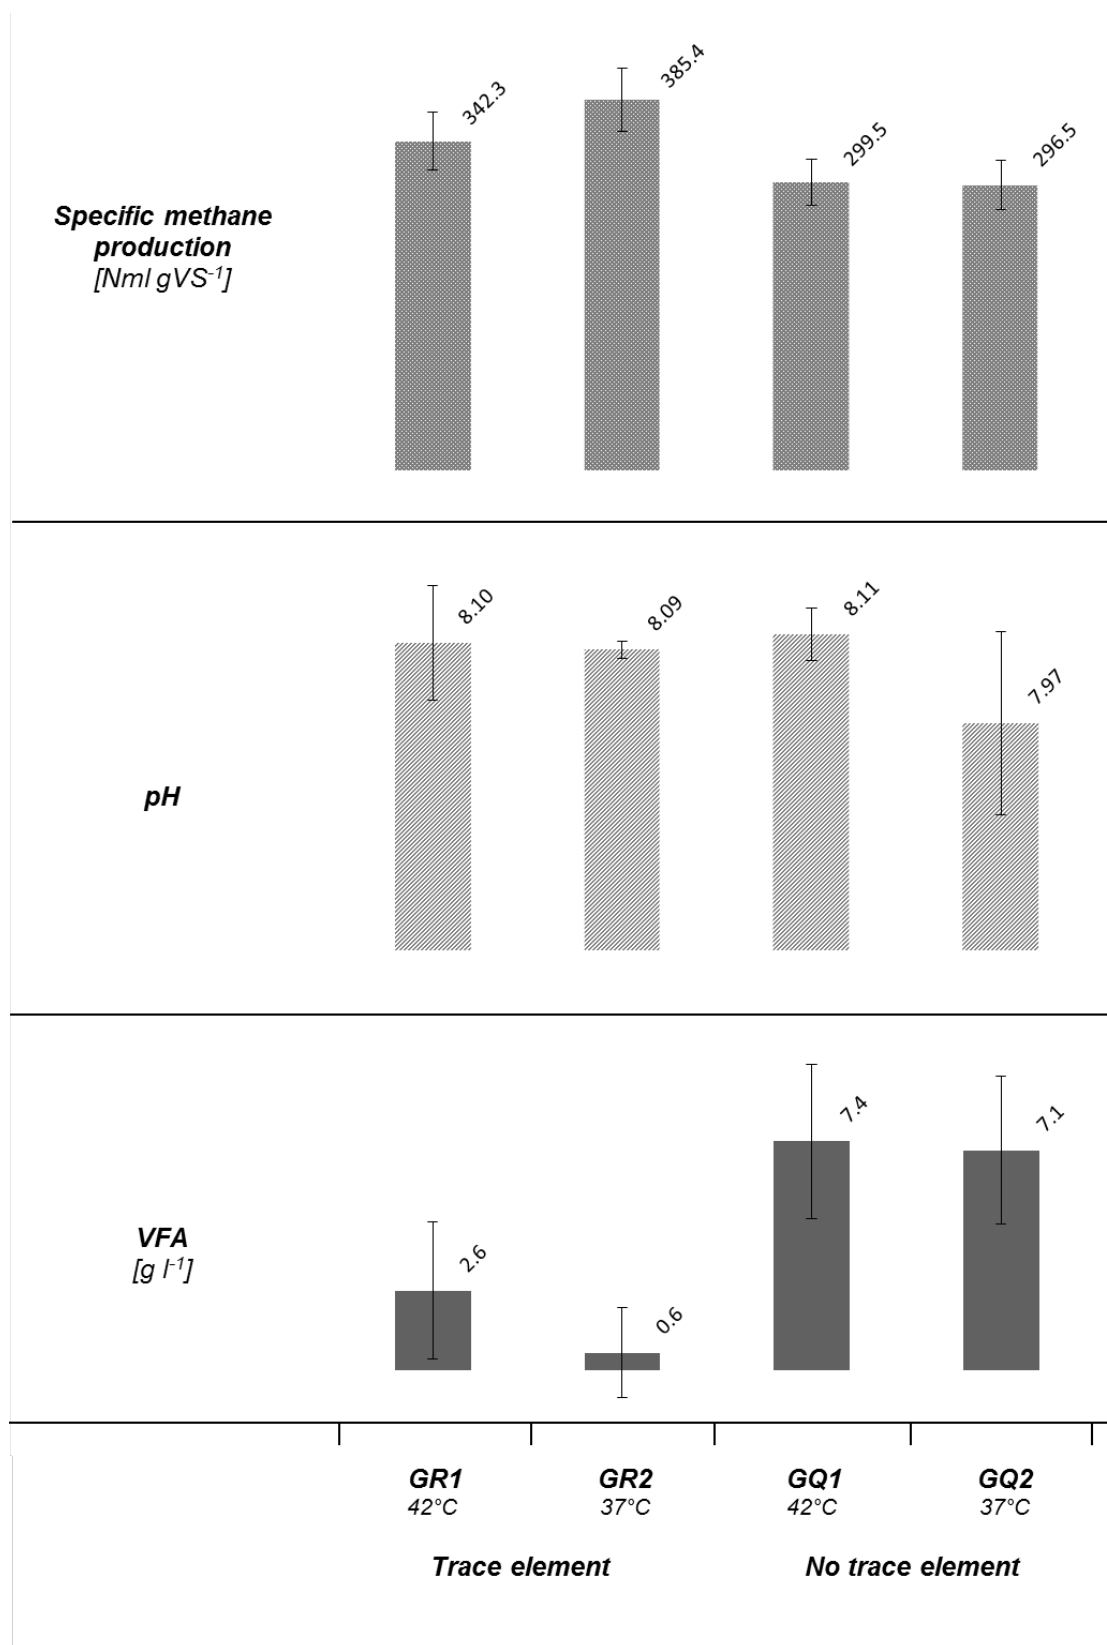 342.3
385.4
299.5
296.5
Specific methane
production
[Nml gVS⁻¹]
8.10
8.09
8.11
7.97
pH
7.4
7.1
2.6
0.6
VFA
[g l⁻¹]
GR1
GR2
GQ1
GQ2
42°C
37°C
42°C
37°C
Trace element
No trace element